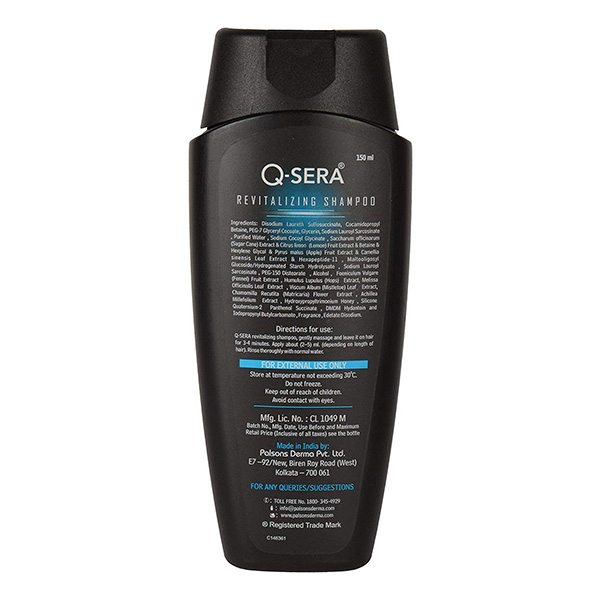 150 ml
Q-SERA®
REVITALIZING SHAMPOO
Ingredients: Disodium Laureth Sulfosuccinate, Cocamidopropyl
Betaine, PEG-7 Glyceryl Cocoate, Glycerin, Sodium Lauryl Sarcosinate
, Purified Water , Sodium Cocoyl Glycinate , Saccharum officinarum
(Sugar Cane) Extract & Citrus limon (Lemon) Fruit Extract & Betaine &
Hexylene Glycol & Pyrus malus (Apple) Fruit Extract & Camellia
sinensis Leaf Extract & Hexapeptide-11 , Maltooligosyl
Glucoside/Hydrogenated Starch Hydrolysate , Sodium Lauroyl
Sarcosinate , PEG-150 Distearate , Alcohol , Foeniculum Vulgare
(Fennel) Fruit Extract , Humulus Lupulus (Hops) Extract, Melissa
Officinalis Leaf Extract , Viscum Album (Mistletoe) Leaf Extract,
Chamomilla Recutita (Matricaria) Flower Extract , Achillea
Millefolium Extract , Hydroxypropyltrimonium Honey , Silicone
Quaternium-2 Panthenol Succinate , DMDM Hydantoin and
Iodopropynyl Butylcarbamate , Fragrance , Edetate Disodium.
Directions for use:
Q-SERA revitalizing shampoo, gently massage and leave it on hair
for 3-4 minutes. Apply about (2-5) ml. (depending on length of
hair). Rinse thoroughly with normal water.
FOR EXTERNAL USE ONLY
Store at temperature not exceeding 30°C.
Do not freeze.
Keep out of reach of children.
Avoid contact with eyes.
Mfg. Lic. No. : CL 1049 M
Batch No., Mfg. Date, Use Before and Maximum
Retail Price (Inclusive of all taxes) see the bottle
Made in India by:
Palsons Derma Pvt. Ltd.
E7 –92/New, Biren Roy Road (West)
Kolkata – 700 061
FOR ANY QUERIES/SUGGESTIONS
: TOLL FREE No. 1800- 345-4929
: info@palsonsderma.com
: www.palsonsderma.com
® Registered Trade Mark
C146361